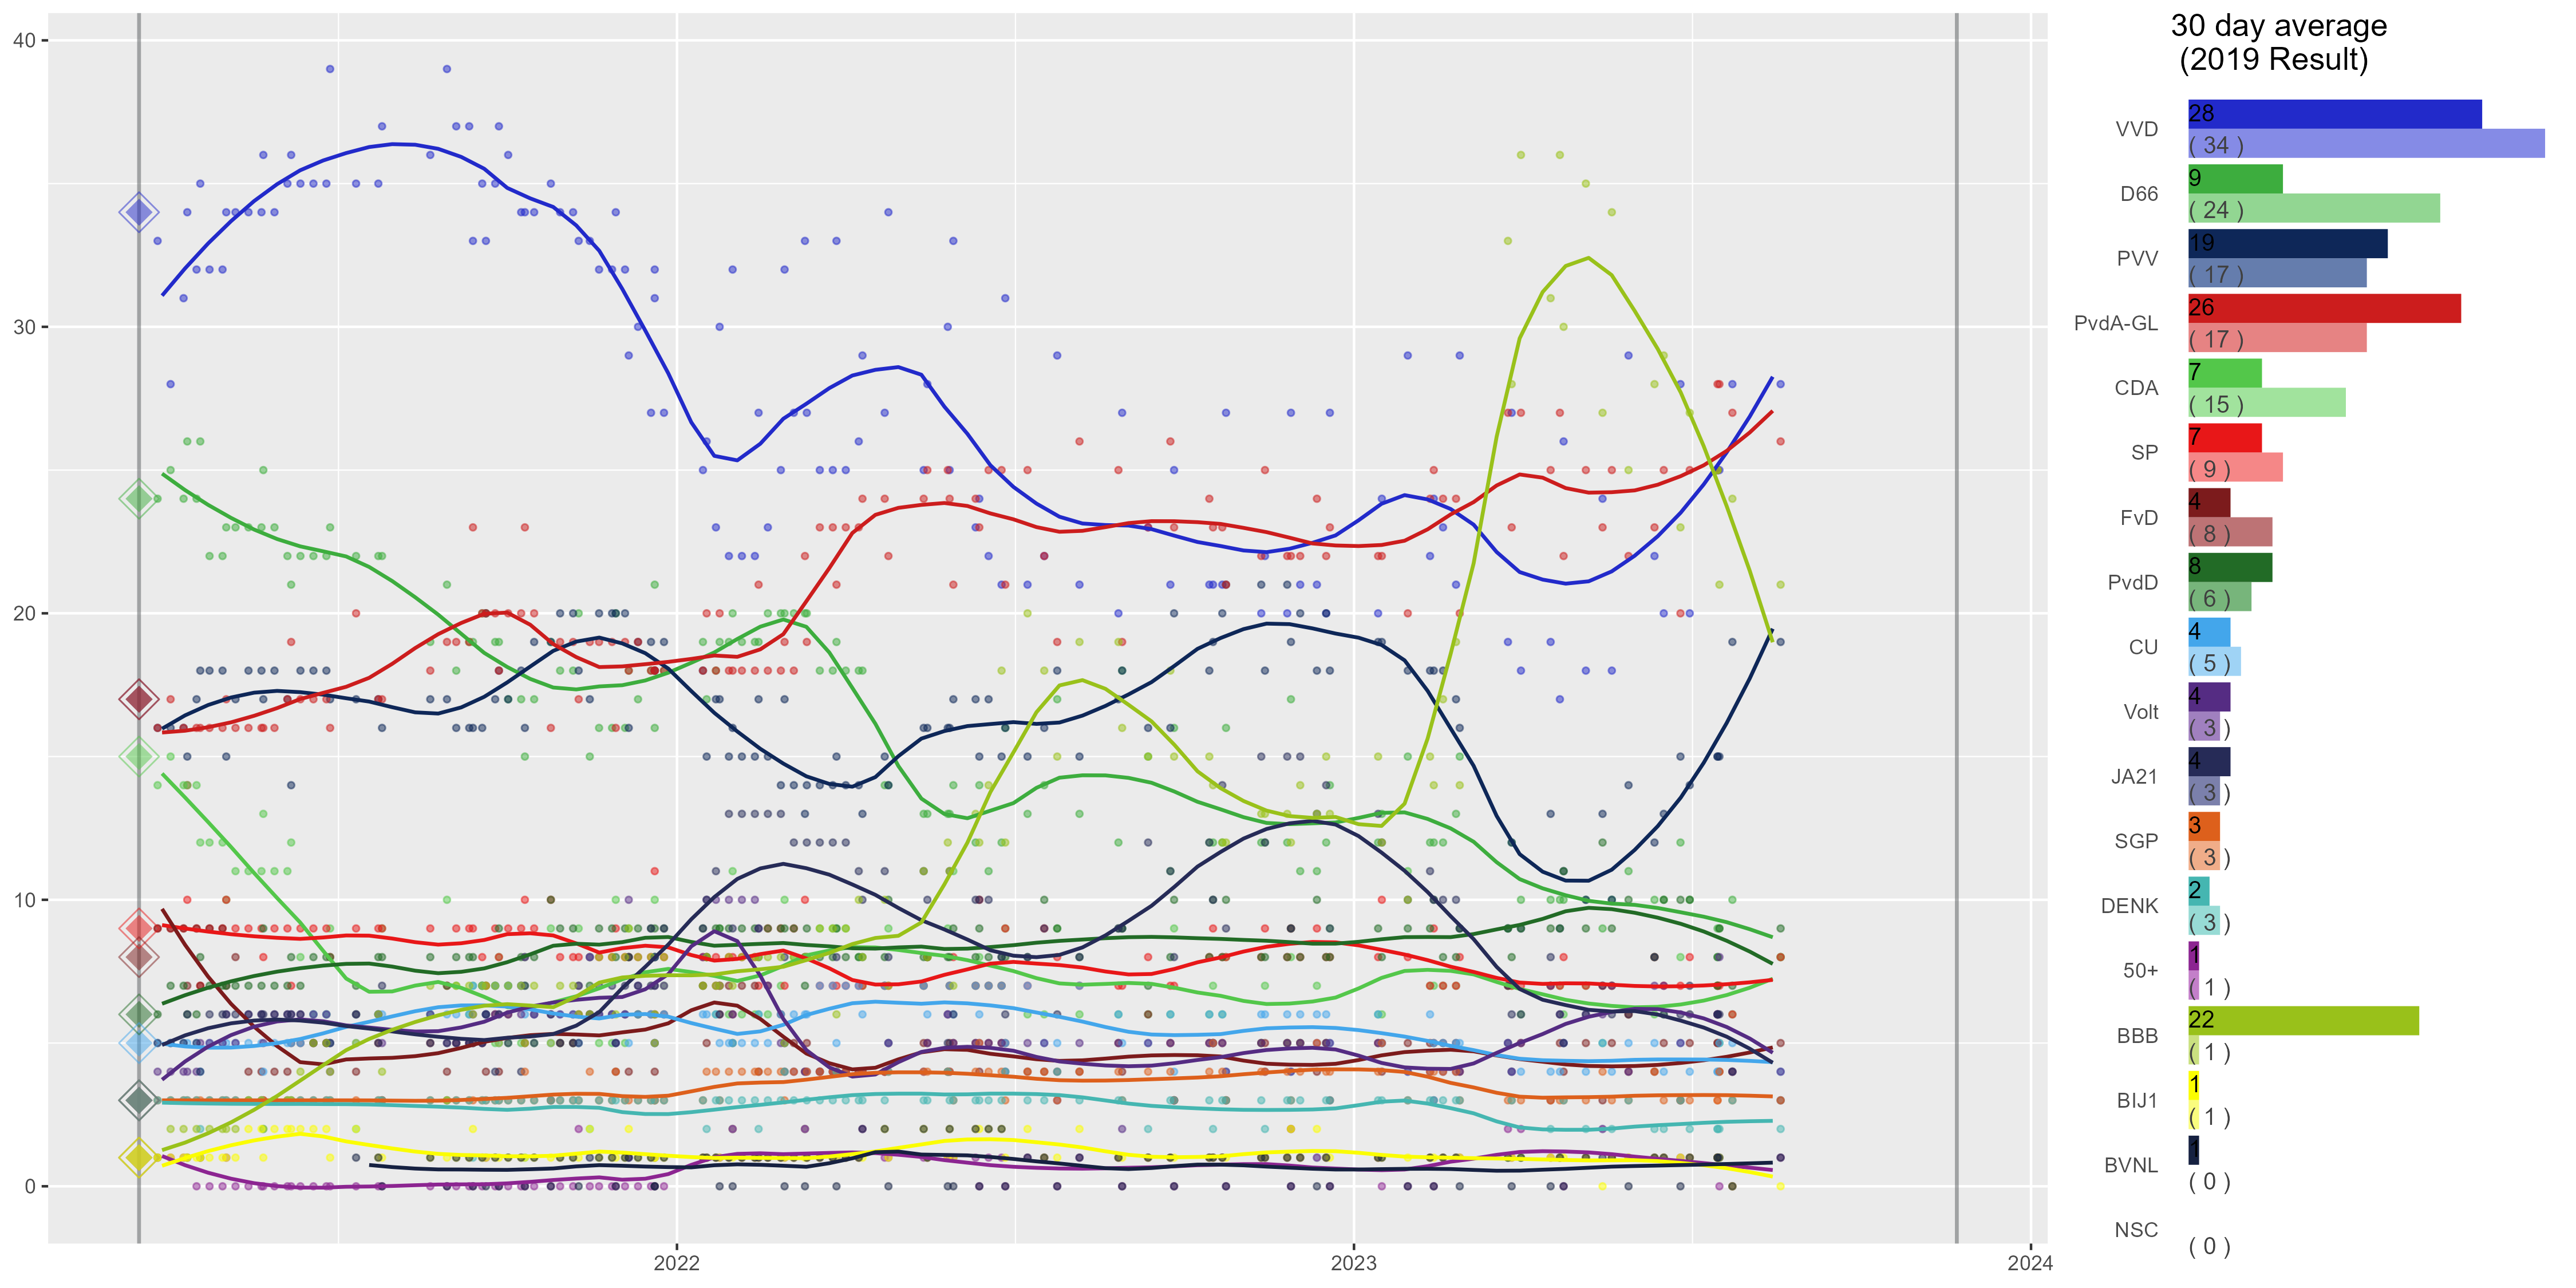 40
30
20
10
0
2022
2023
2024
30 day average
(2019 Result)
VVD
28
( 34 )
D66
9
( 24 )
PVV
19
( 17 )
PvdA-GL
26
( 17 )
CDA
7
( 15 )
SP
7
( 9 )
FvD
4
( 8 )
PvdD
8
( 6 )
CU
4
( 5 )
Volt
4
( 3 )
JA21
4
( 3 )
SGP
3
( 3 )
DENK
2
( 3 )
50+
1
( 1 )
BBB
22
( 1 )
BIJ1
1
( 1 )
BVNL
1
( 0 )
NSC
( 0 )